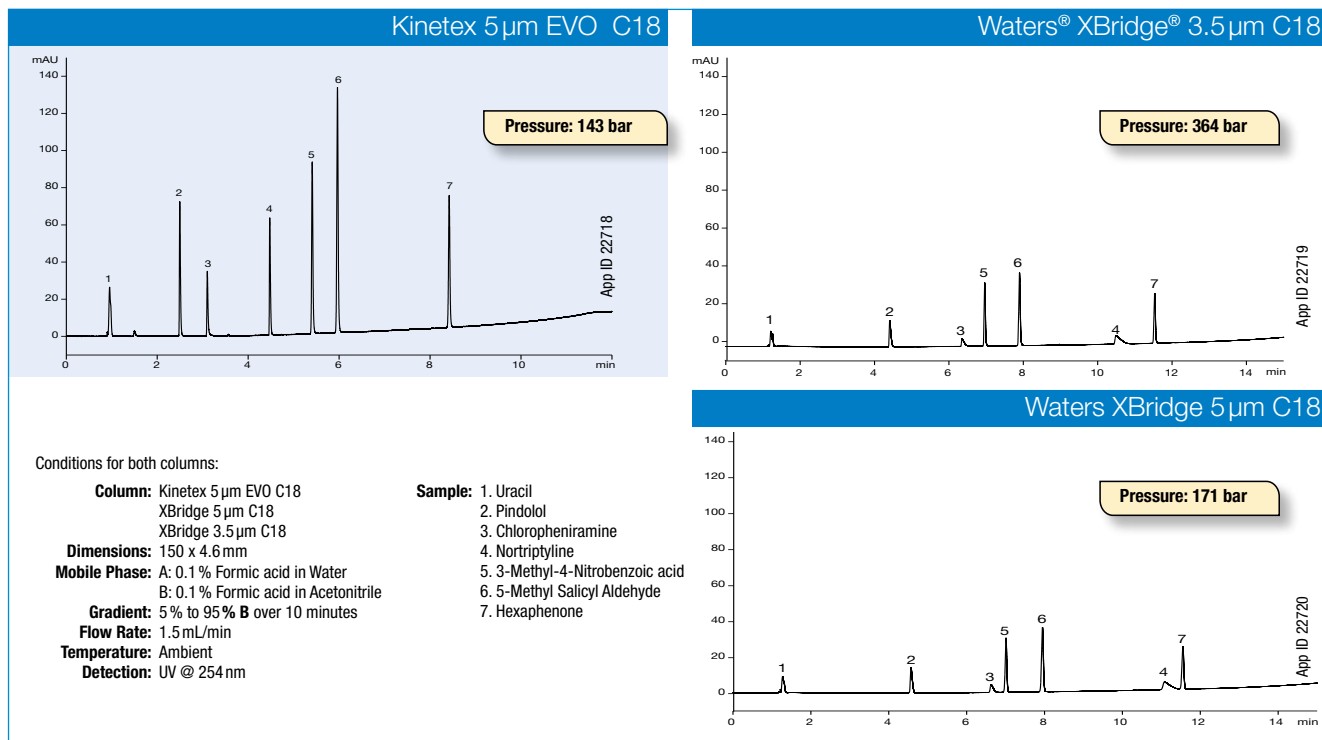 Kinetex 5 µm EVO C18
mAU
140
120
100
80
60
40
20
0
1
2
3
4
5
6
7
Pressure: 143 bar
App ID 22718
0
2
4
6
8
10
min
Waters® XBridge® 3.5 µm C18
mAU
140
120
100
80
60
40
20
0
1
2
3
5
6
4
7
Pressure: 364 bar
App ID 22719
0
2
4
6
8
10
12
14
min
Waters XBridge 5 µm C18
140
120
100
80
60
40
20
0
1
2
3
5
6
4
7
Pressure: 171 bar
App ID 22720
0
2
4
6
8
10
12
14
min
Conditions for both columns:
Column: Kinetex 5 µm EVO C18
XBridge 5 µm C18
XBridge 3.5 µm C18
Dimensions: 150 x 4.6 mm
Mobile Phase: A: 0.1 % Formic acid in Water
B: 0.1 % Formic acid in Acetonitrile
Gradient: 5 % to 95 % B over 10 minutes
Flow Rate: 1.5 mL/min
Temperature: Ambient
Detection: UV @ 254 nm
Sample: 1. Uracil
2. Pindolol
3. Chloropheniramine
4. Nortriptyline
5. 3-Methyl-4-Nitrobenzoic acid
6. 5-Methyl Salicyl Aldehyde
7. Hexaphenone